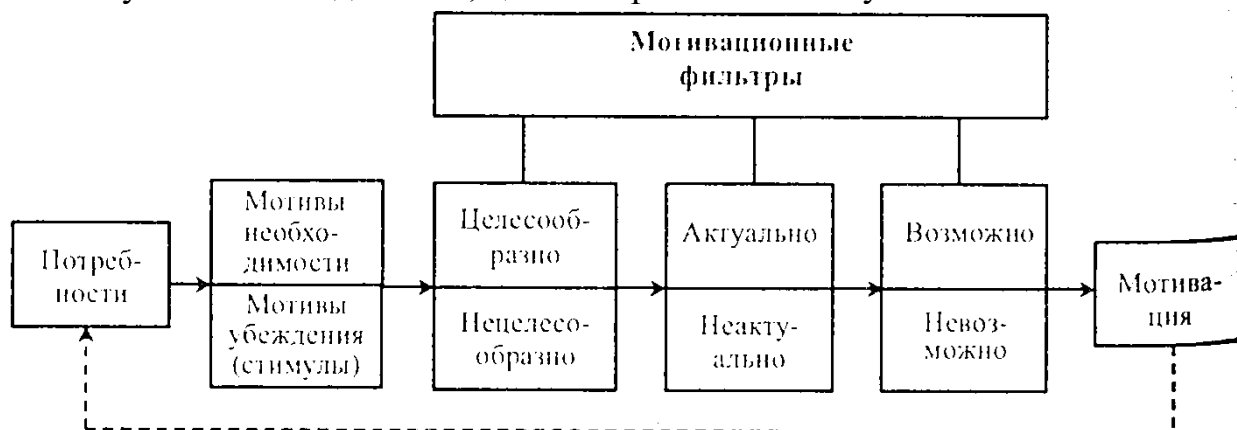 Мотивационные
фильтры
Потреб-
ности
Мотивы
необхо-
димости
Мотивы
убеждения
(стимулы)
Целесооб-
разно
Нецелесо-
образно
Актуально
Неакту-
ально
Возможно
Невоз-
можно
Мотива-
ция